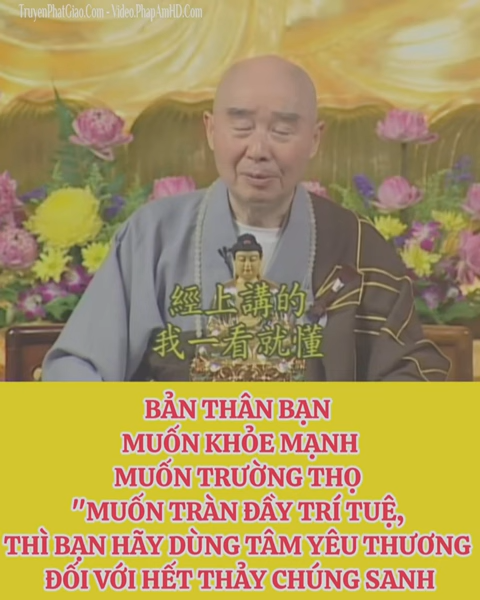 TruyenPhatGiao.Com - Video.PhapAmHD.Com
經上講的
我一看就懂
BẢN THÂN BẠN
MUỐN KHỎE MẠNH
MUỐN TRƯỜNG THỌ
"MUỐN TRÀN ĐẦY TRÍ TUỆ,
THÌ BẠN HÃY DÙNG TÂM YÊU THƯƠNG
ĐỐI VỚI HẾT THẢY CHÚNG SANH